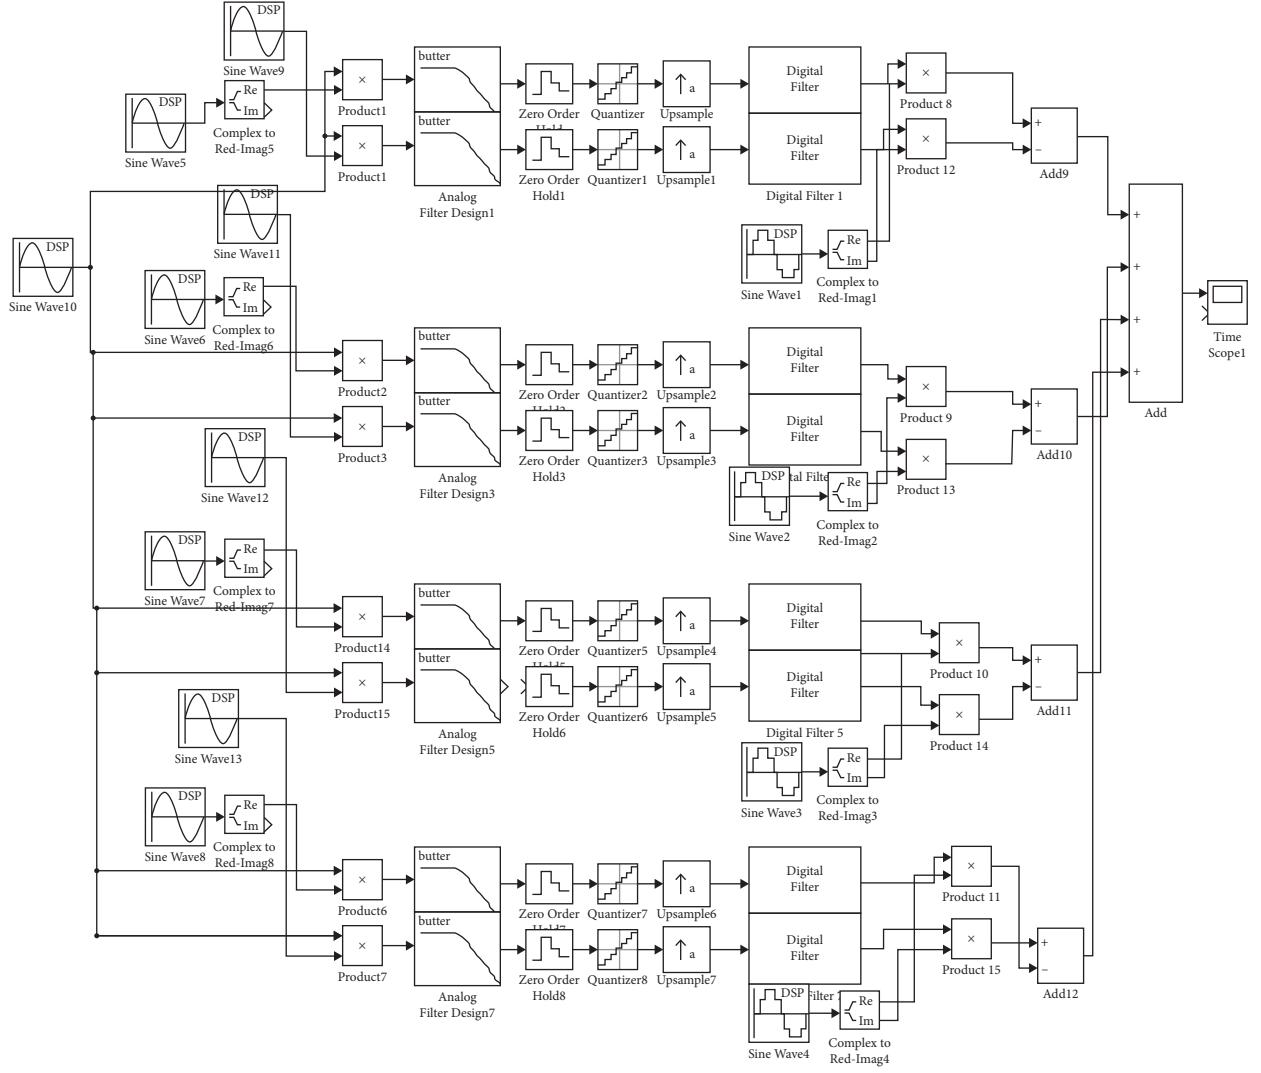 DSP
Sine Wave9
DSP
Sine Wave5
Re
Im
Complex to
Red-Imag5
×
Product1
×
Product1
butter
butter
Analog
Filter Design1
Zero Order
Zero Order
Hold1
Quantizer
Quantizer1
a
Upsample
a
Upsample1
Digital
Filter
Digital
Filter
Digital Filter 1
×
Product 8
×
Product 12
+
−
Add9
DSP
Sine Wave1
Re
Im
Complex to
Red-Imag1
DSP
Sine Wave11
DSP
Sine Wave10
DSP
Sine Wave6
Re
Im
Complex to
Red-Imag6
×
Product2
×
Product3
butter
butter
Analog
Filter Design3
Zero Order
Zero Order
Hold3
Quantizer2
Quantizer3
a
Upsample2
a
Upsample3
Digital
Filter
Digital
Filter
×
Product 9
×
Product 13
+
−
Add10
DSP
Sine Wave2
Re
Im
Complex to
Red-Imag2
+
+
+
+
Add
Time
Scope1
DSP
Sine Wave12
DSP
Sine Wave7
Re
Im
Complex to
Red-Imag7
×
Product14
×
Product15
butter
butter
Analog
Filter Design5
Zero Order
Zero Order
Hold6
Quantizer5
Quantizer6
a
Upsample4
a
Upsample5
Digital
Filter
Digital
Filter
Digital Filter 5
×
Product 10
×
Product 14
+
−
Add11
DSP
Sine Wave3
Re
Im
Complex to
Red-Imag3
DSP
Sine Wave13
DSP
Sine Wave8
Re
Im
Complex to
Red-Imag8
×
Product6
×
Product7
butter
butter
Analog
Filter Design7
Zero Order
Zero Order
Hold8
Quantizer7
Quantizer8
a
Upsample6
a
Upsample7
Digital
Filter
Digital
Filter
×
Product 11
×
Product 15
+
−
Add12
DSP
Sine Wave4
Re
Im
Complex to
Red-Imag4